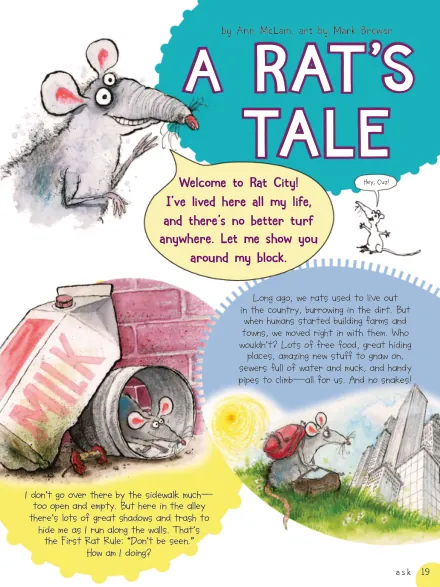 by Ann McLain, art by Mark Brewer
A RAT'S
TALE
Welcome to Rat City!
I've lived here all my life,
and there's no better turf
anywhere. Let me show you
around my block.
Hey, Oug!
Long ago, we rats used to live out
in the country, burrowing in the dirt. But
when humans started building farms and
towns, we moved right in with them. Who
wouldn't? Lots of free food, great hiding
places, amazing new stuff to gnaw on,
sewers full of water and muck, and handy
pipes to climb—all for us. And no snakes!
MILK
I don't go over there by the sidewalk much—
too open and empty. But here in the alley
there's lots of great shadows and trash to
hide me as I run along the walls. That's
the First Rat Rule: "Don't be seen."
How am I doing?
ask 19